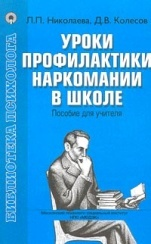 БИБЛИОТЕКА ПСИХОЛОГА
Л.П. Николаева, Д.В. Колесов
УРОКИ
ПРОФИЛАКТИКИ
НАРКОМАНИИ
В ШКОЛЕ
Пособие для учителя